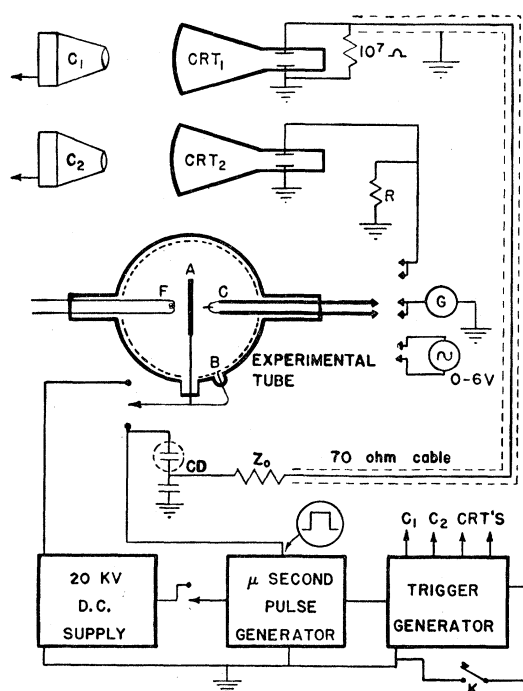 C1
CRT1
10⁷ Ω
C2
CRT2
R
A
F
C
G
B
EXPERIMENTAL
TUBE
0-6V
CD
Z₀
70 ohm cable
C1 C2 CRT'S
20 KV
D.C.
SUPPLY
μ SECOND
PULSE
GENERATOR
TRIGGER
GENERATOR
K